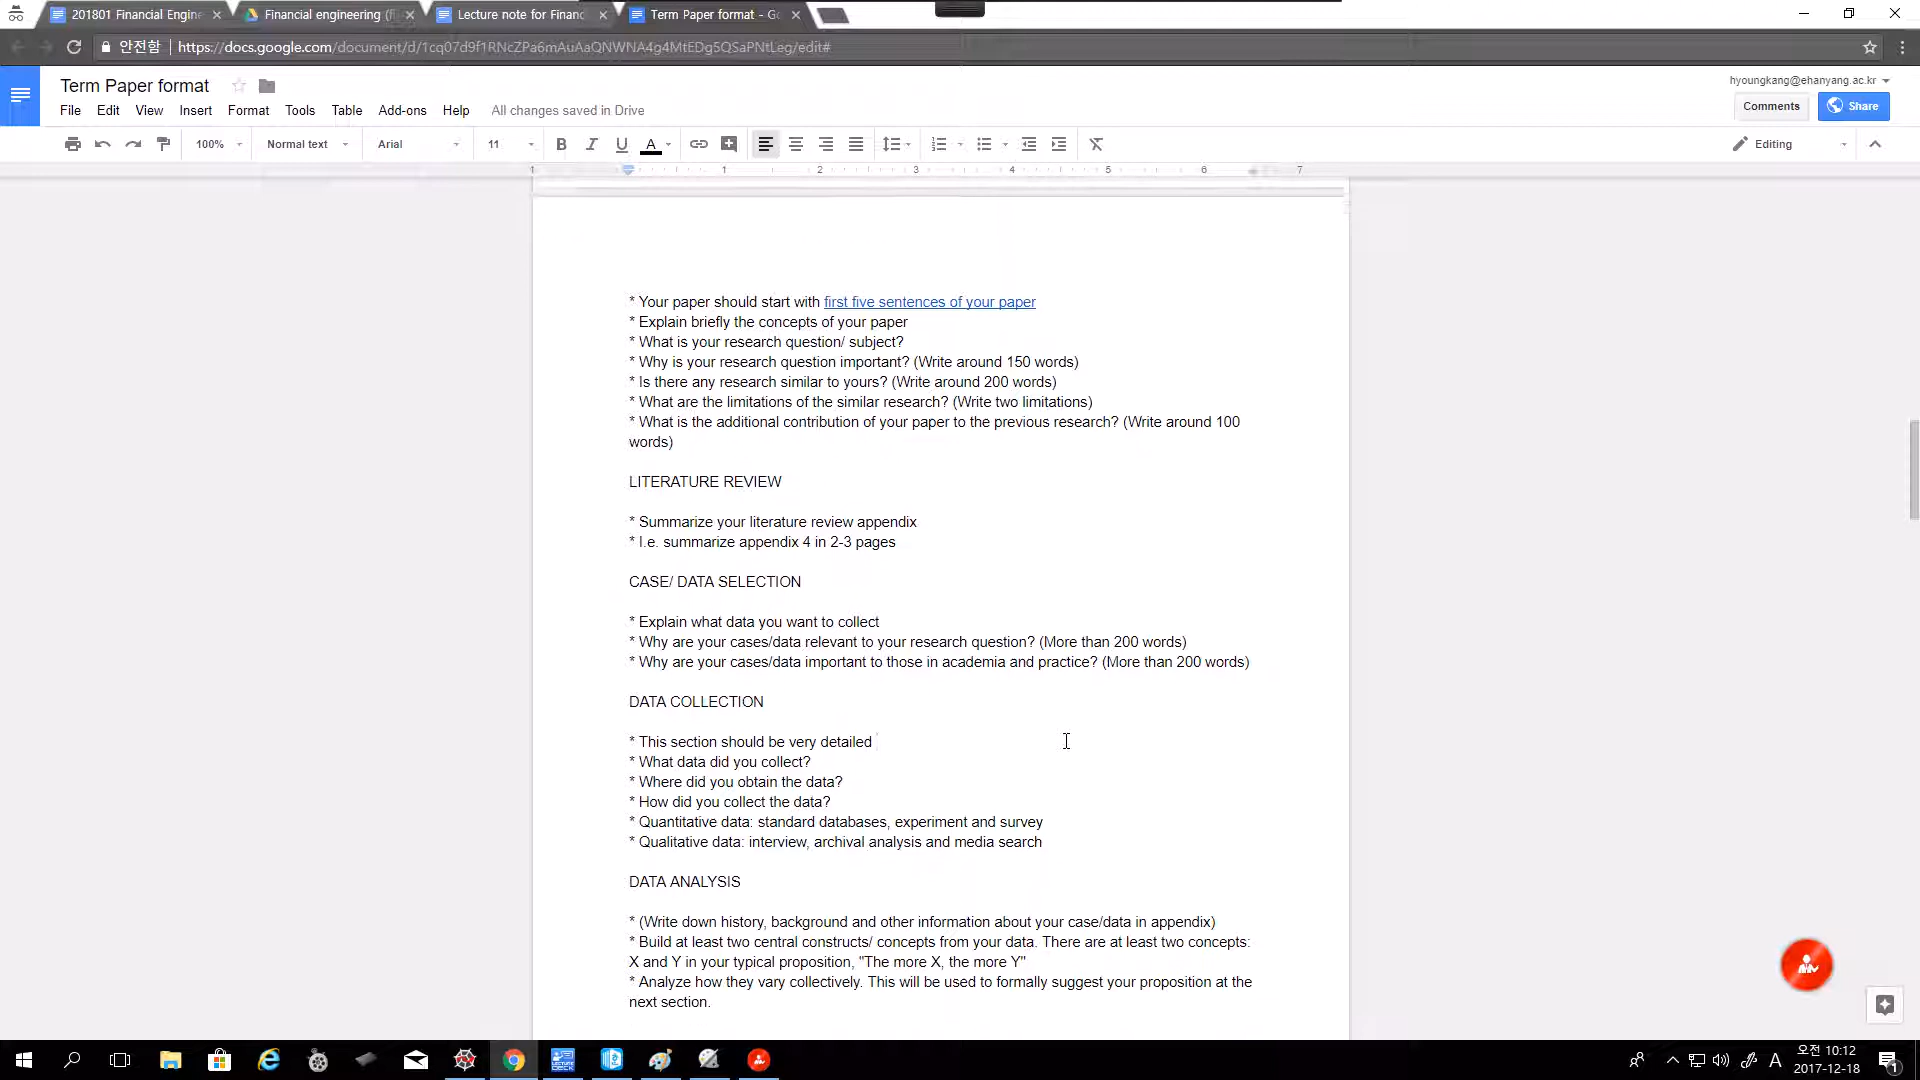 201801 Financial Engine
Financial engineering (f
Lecture note for Financ
Term Paper format - Go
안전함
https://docs.google.com/document/d/1cq07d9f1RNcZPa6mAuAaQNWNA4g4MtEDg5QSaPNtLeg/edit#
Term Paper format
hyoungkang@ehanyang.ac.kr
File Edit View Insert Format Tools Table Add-ons Help All changes saved in Drive
Comments
Share
100% Normal text Arial 11 B I U A Editing
1 1 2 3 4 5 6 7
* Your paper should start with first five sentences of your paper
* Explain briefly the concepts of your paper
* What is your research question/ subject?
* Why is your research question important? (Write around 150 words)
* Is there any research similar to yours? (Write around 200 words)
* What are the limitations of the similar research? (Write two limitations)
* What is the additional contribution of your paper to the previous research? (Write around 100
words)
LITERATURE REVIEW
* Summarize your literature review appendix
* I.e. summarize appendix 4 in 2-3 pages
CASE/ DATA SELECTION
* Explain what data you want to collect
* Why are your cases/data relevant to your research question? (More than 200 words)
* Why are your cases/data important to those in academia and practice? (More than 200 words)
DATA COLLECTION
* This section should be very detailed
* What data did you collect?
* Where did you obtain the data?
* How did you collect the data?
* Quantitative data: standard databases, experiment and survey
* Qualitative data: interview, archival analysis and media search
DATA ANALYSIS
* (Write down history, background and other information about your case/data in appendix)
* Build at least two central constructs/ concepts from your data. There are at least two concepts:
X and Y in your typical proposition, "The more X, the more Y"
* Analyze how they vary collectively. This will be used to formally suggest your proposition at the
next section.
A
오전 10:12
2017-12-18
1